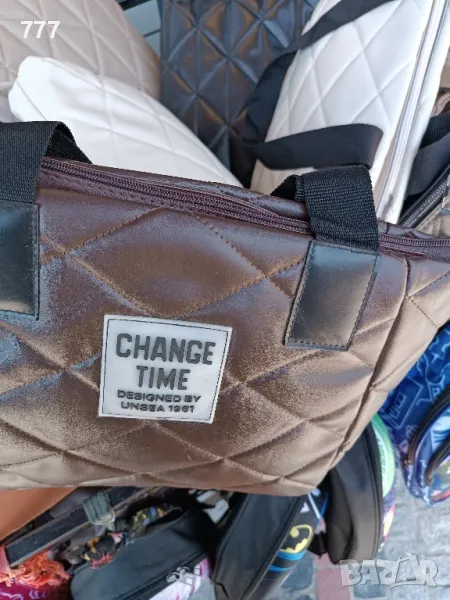 777
CHANGE
TIME
DESIGNED BY
UNSEA 1961
BAZAR